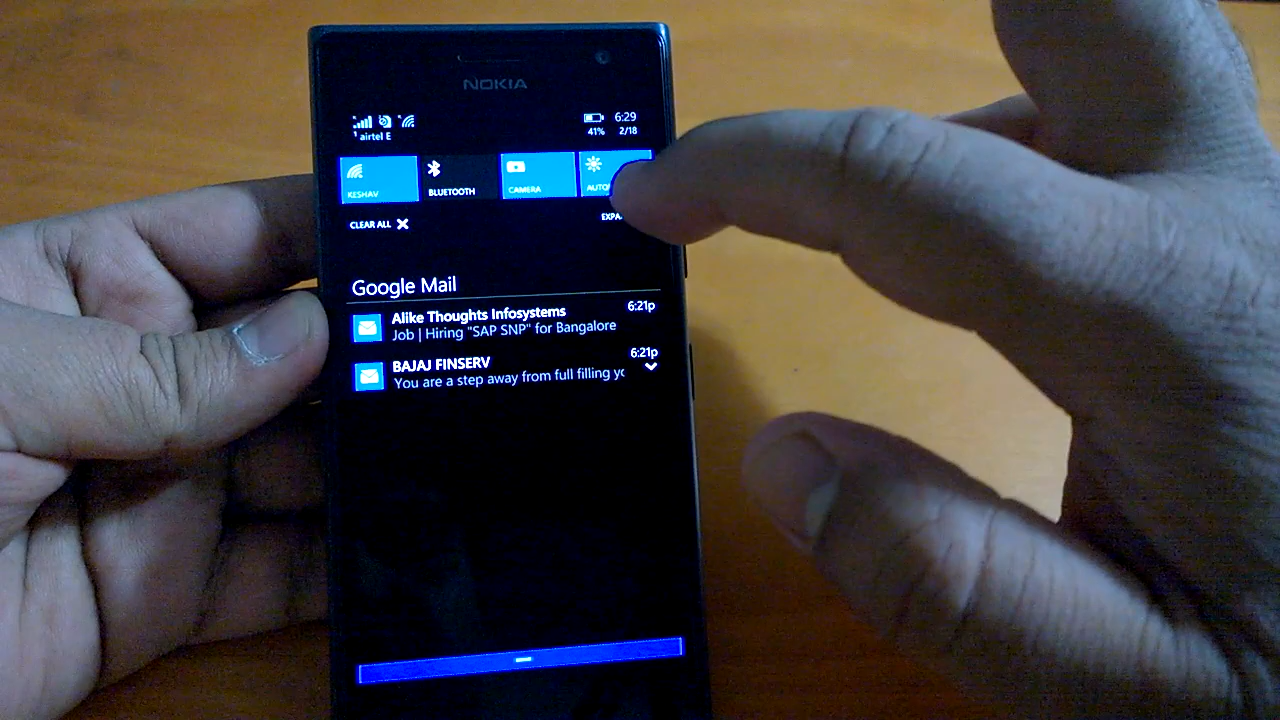 NOKIA
6:29
1 airtel E
41% 2/18
KESHAV
BLUETOOTH
CAMERA
CLEAR ALL
Google Mail
Alike Thoughts Infosystems 6:21p
Job | Hiring "SAP SNP" for Bangalore
BAJAJ FINSERV 6:21p
You are a step away from full filling yo